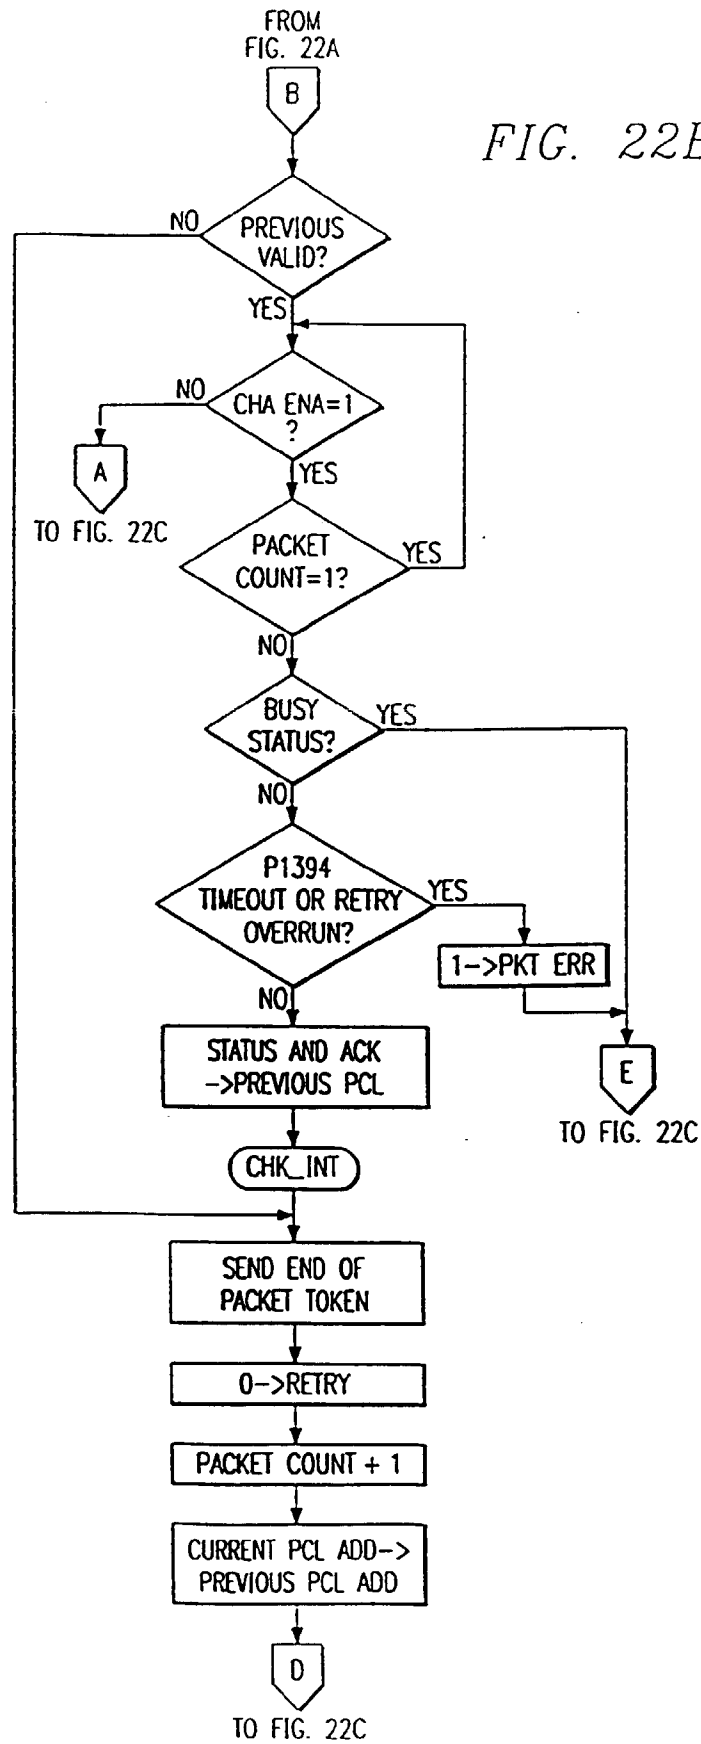 FROM
FIG. 22A
B
FIG. 22B
NO
PREVIOUS
VALID?
YES
NO
CHA ENA=1
?
A
YES
TO FIG. 22C
PACKET
COUNT=1?
YES
NO
BUSY
STATUS?
YES
NO
P1394
TIMEOUT OR RETRY
OVERRUN?
YES
1->PKT ERR
NO
STATUS AND ACK
->PREVIOUS PCL
E
TO FIG. 22C
CHK_INT
SEND END OF
PACKET TOKEN
0->RETRY
PACKET COUNT + 1
CURRENT PCL ADD->
PREVIOUS PCL ADD
D
TO FIG. 22C